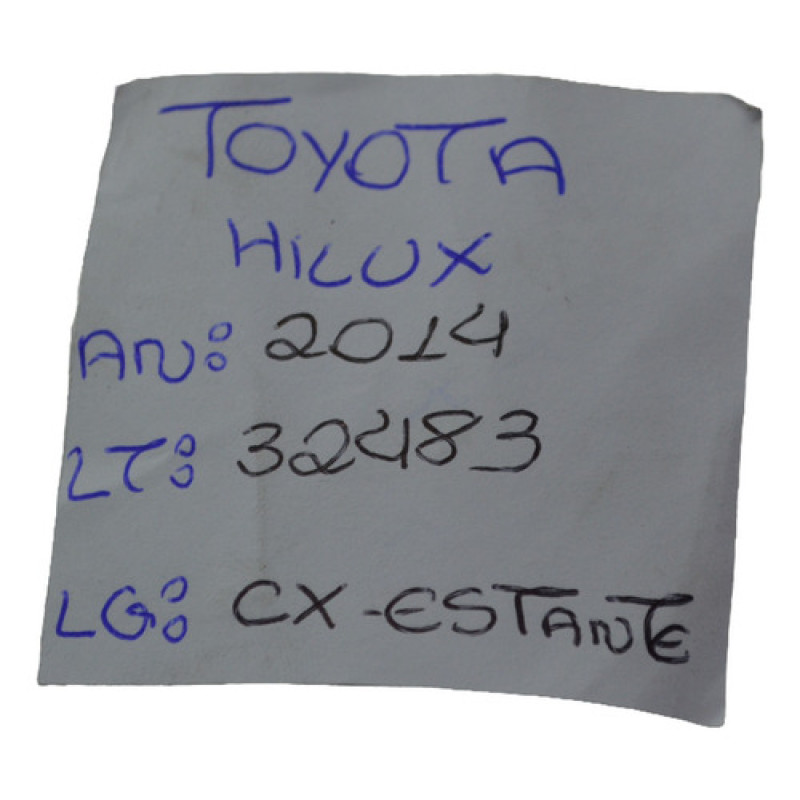 TOYOTA
HILUX
AN: 2014
LT: 32483
LG: CX-ESTANTE